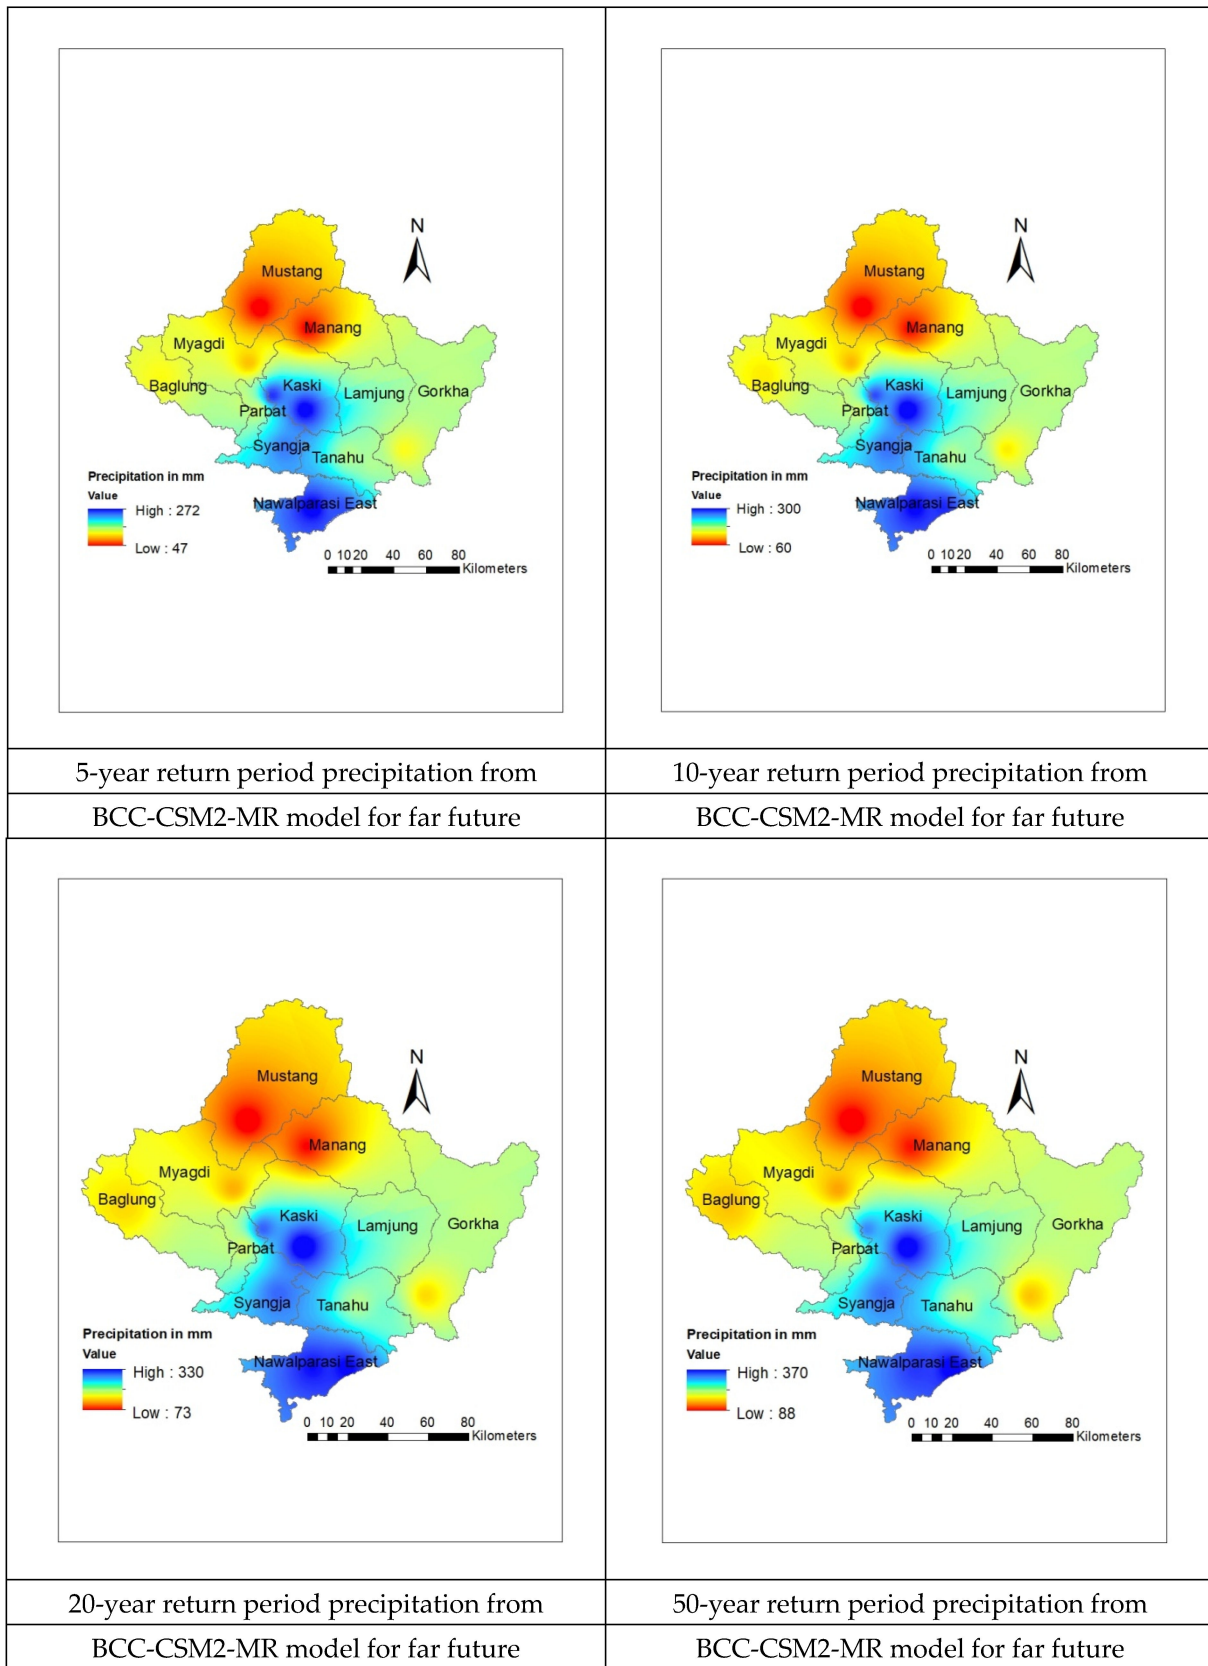 N
Mustang
Manang
Myagdi
Baglung
Kaski
Lamjung
Gorkha
Parbat
Syangja
Tanahu
Precipitation in mm
Value
Nawalparasi East
High : 272
Low : 47
0 10 20 40 60 80
Kilometers
5-year return period precipitation from
BCC-CSM2-MR model for far future
N
Mustang
Manang
Myagdi
Baglung
Kaski
Lamjung
Gorkha
Parbat
Syangja
Tanahu
Precipitation in mm
Value
Nawalparasi East
High : 300
Low : 60
0 10 20 40 60 80
Kilometers
10-year return period precipitation from
BCC-CSM2-MR model for far future
N
Mustang
Manang
Myagdi
Baglung
Kaski
Lamjung
Gorkha
Parbat
Syangja
Tanahu
Precipitation in mm
Value
Nawalparasi East
High : 330
Low : 73
0 10 20 40 60 80
Kilometers
20-year return period precipitation from
BCC-CSM2-MR model for far future
N
Mustang
Manang
Myagdi
Baglung
Kaski
Lamjung
Gorkha
Parbat
Syangja
Tanahu
Precipitation in mm
Value
Nawalparasi East
High : 370
Low : 88
0 10 20 40 60 80
Kilometers
50-year return period precipitation from
BCC-CSM2-MR model for far future